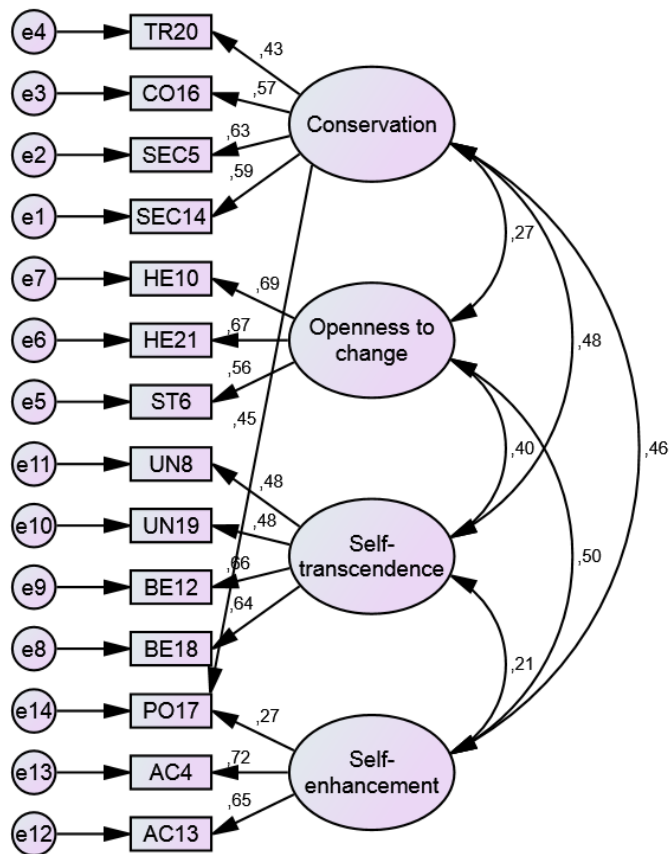 e4
TR20
,43
e3
CO16
,57
Conservation
e2
SEC5
,63
e1
SEC14
,59
,27
e7
HE10
,69
e6
HE21
,67
Openness to
change
,48
e5
ST6
,56
,45
,46
e11
UN8
,48
,40
e10
UN19
,48
Self-
transcendence
,50
e9
BE12
,66
e8
BE18
,64
,21
e14
PO17
,27
e13
AC4
,72
Self-
enhancement
e12
AC13
,65